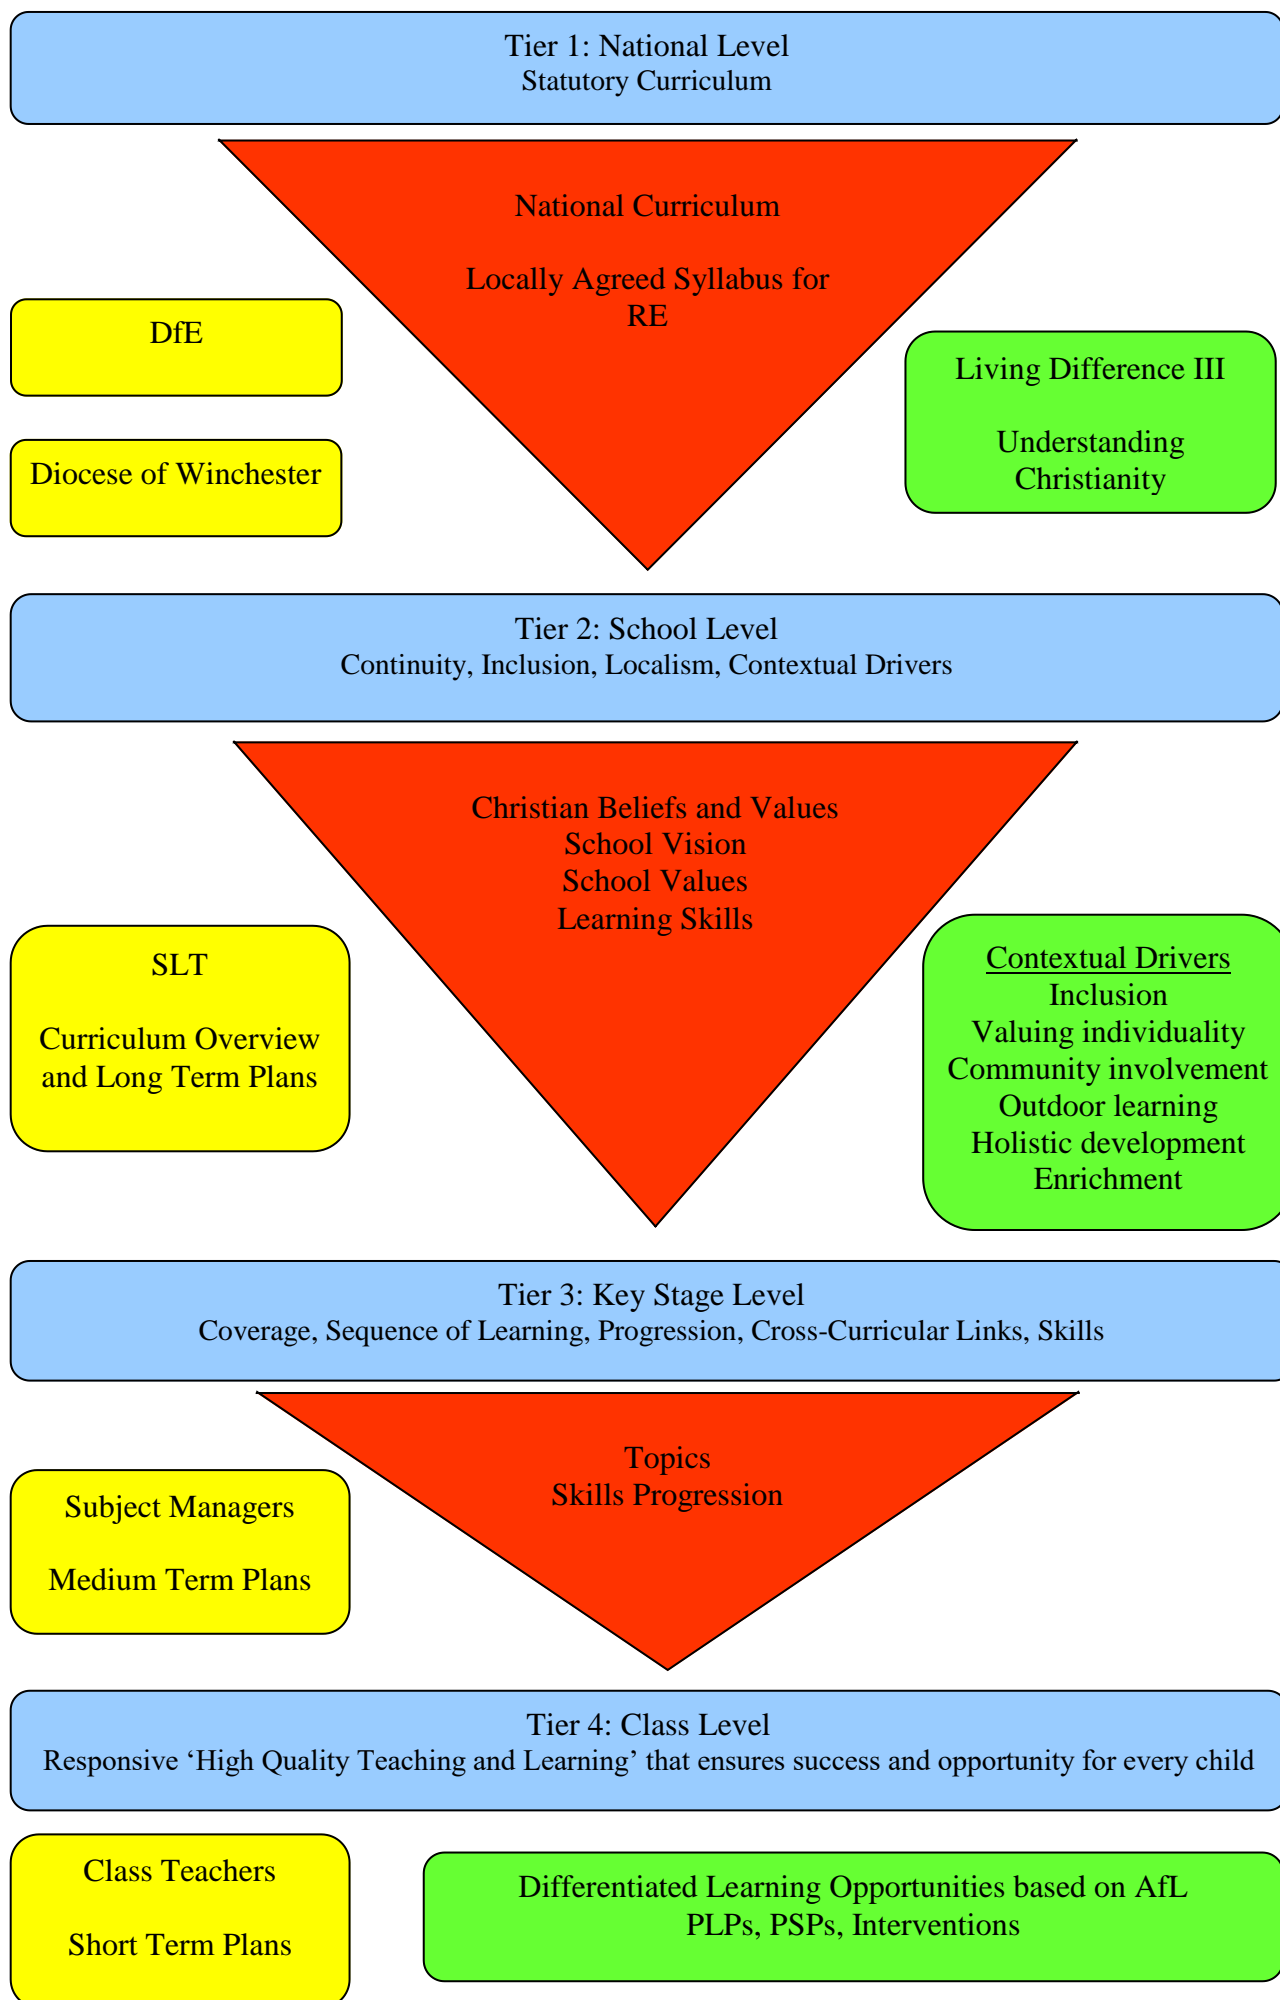 Tier 1: National Level
Statutory Curriculum
National Curriculum
Locally Agreed Syllabus for
RE
DfE
Diocese of Winchester
Living Difference III
Understanding
Christianity
Tier 2: School Level
Continuity, Inclusion, Localism, Contextual Drivers
Christian Beliefs and Values
School Vision
School Values
Learning Skills
SLT
Curriculum Overview
and Long Term Plans
Contextual Drivers
Inclusion
Valuing individuality
Community involvement
Outdoor learning
Holistic development
Enrichment
Tier 3: Key Stage Level
Coverage, Sequence of Learning, Progression, Cross-Curricular Links, Skills
Topics
Skills Progression
Subject Managers
Medium Term Plans
Tier 4: Class Level
Responsive ‘High Quality Teaching and Learning’ that ensures success and opportunity for every child
Class Teachers
Short Term Plans
Differentiated Learning Opportunities based on AfL
PLPs, PSPs, Interventions